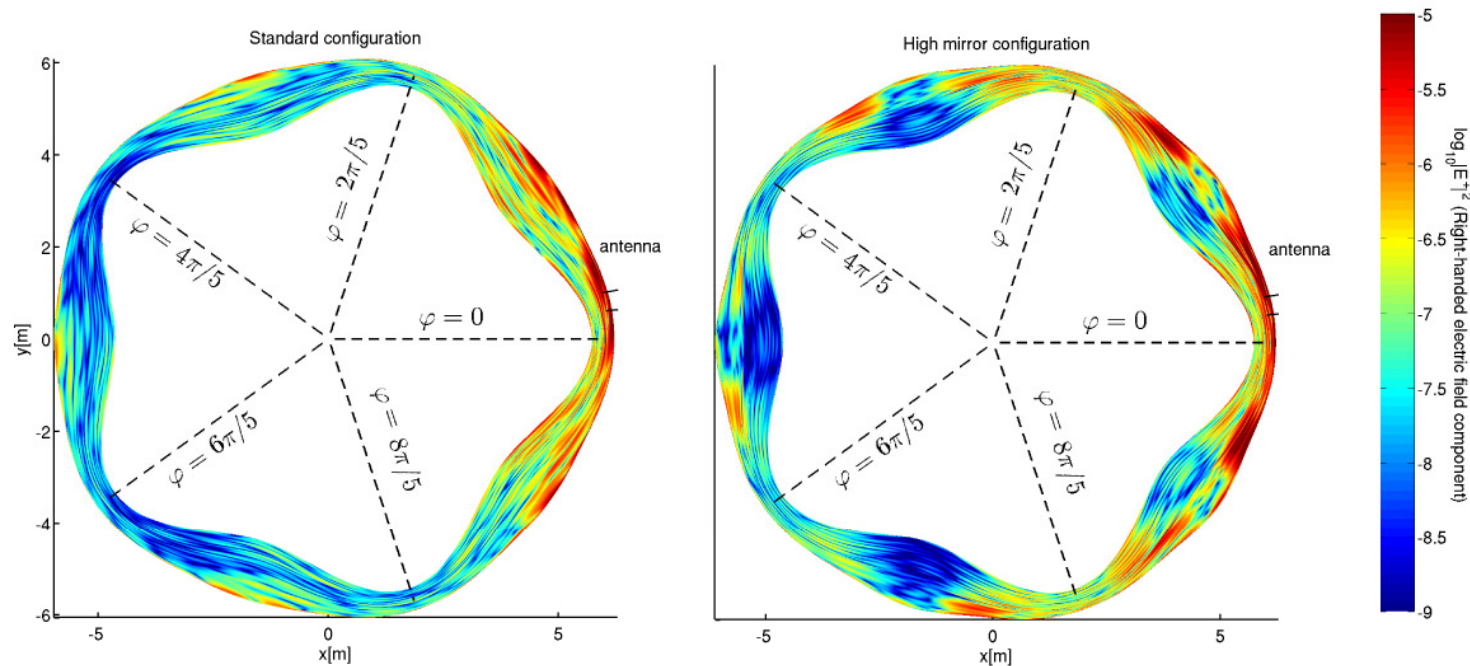 Standard configuration
6
4
2
0
-2
-4
-6
y[m]
-5
0
5
x[m]
φ = 2π/5
φ = 4π/5
φ = 0
φ = 6π/5
φ = 8π/5
antenna
High mirror configuration
φ = 2π/5
φ = 4π/5
φ = 0
φ = 6π/5
φ = 8π/5
antenna
-5
0
5
x[m]
-5
-5.5
-6
-6.5
-7
-7.5
-8
-8.5
-9
log₁₀|E⁺|² (Right-handed electric field component)